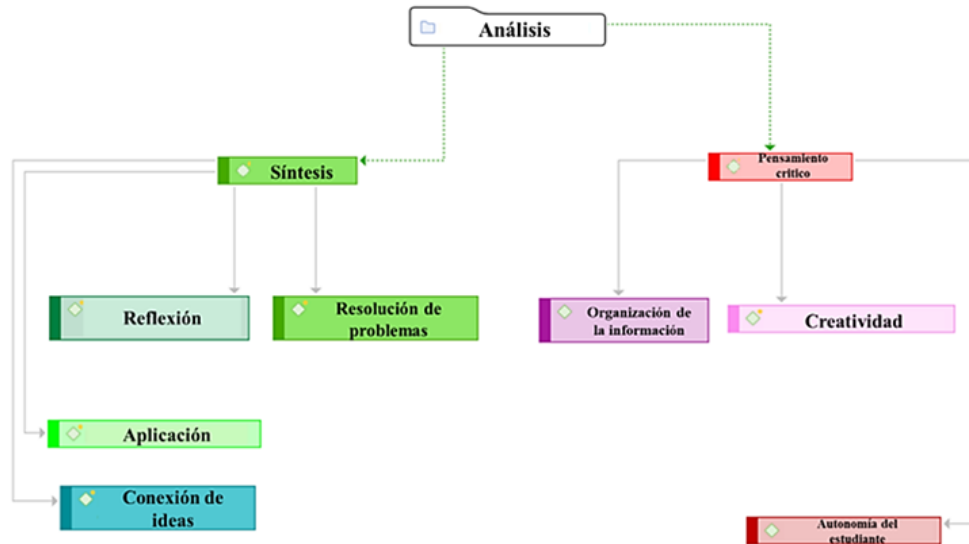 Análisis
Síntesis
Pensamiento
critico
Reflexión
Resolución de
problemas
Organización de
la información
Creatividad
Aplicación
Conexión de
ideas
Autonomía del
estudiante